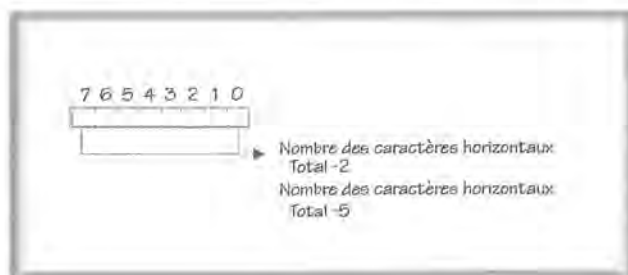 7 6 5 4 3 2 1 0
Nombre des caractères horizontaux
Total -2
Nombre des caractères horizontaux
Total -5